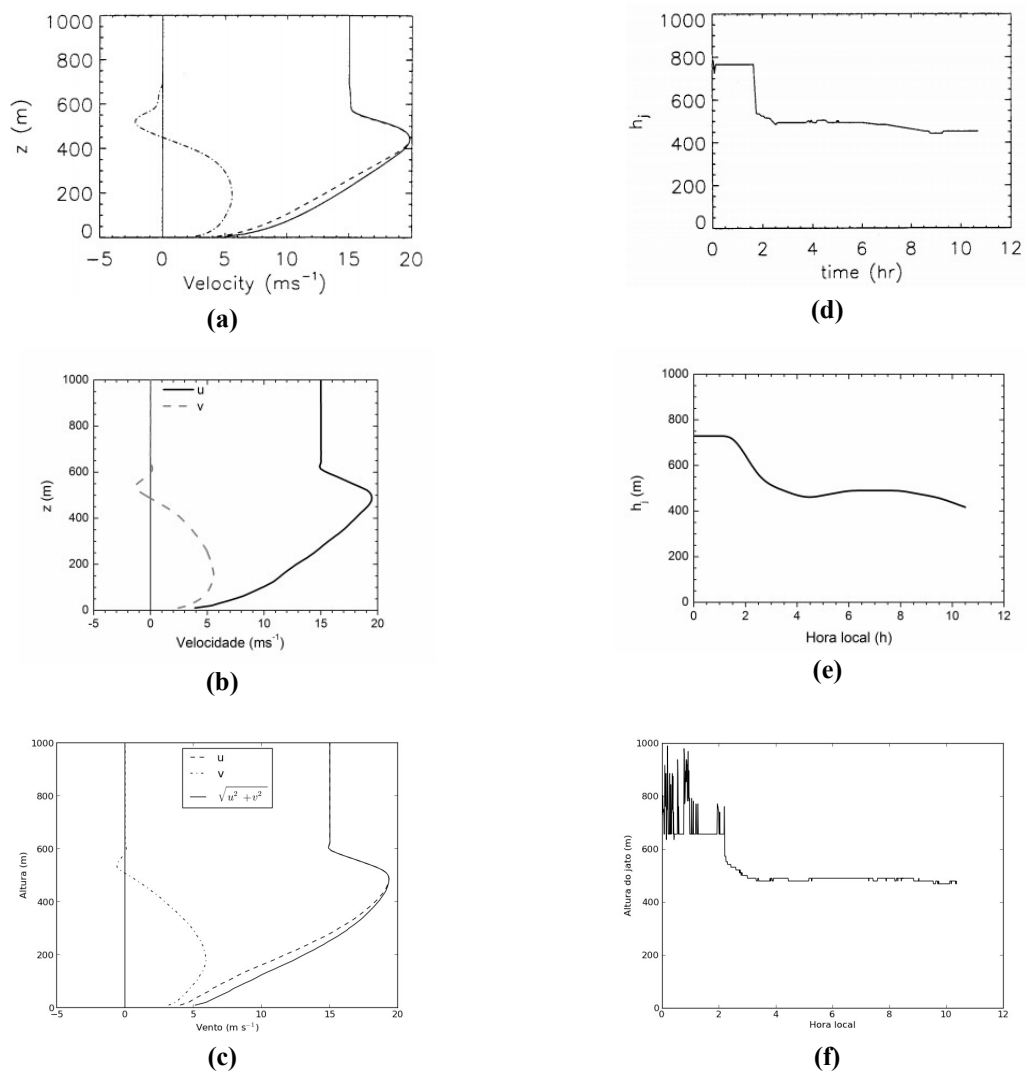 1000
800
600
400
200
0
z (m)
−5 0 5 10 15 20
Velocity (ms⁻¹)
(a)
1000
800
600
400
200
0
hⱼ
0 2 4 6 8 10 12
time (hr)
(d)
1000
800
600
400
200
0
z (m)
u
v
-5 0 5 10 15 20
Velocidade (ms⁻¹)
(b)
1000
800
600
400
200
0
hⱼ (m)
0 2 4 6 8 10 12
Hora local (h)
(e)
1000
800
600
400
200
0
Altura (m)
u
v
√u² + v²
−5 0 5 10 15 20
Vento (m s⁻¹)
(c)
1000
800
600
400
200
0
Altura do jato (m)
0 2 4 6 8 10 12
Hora local
(f)